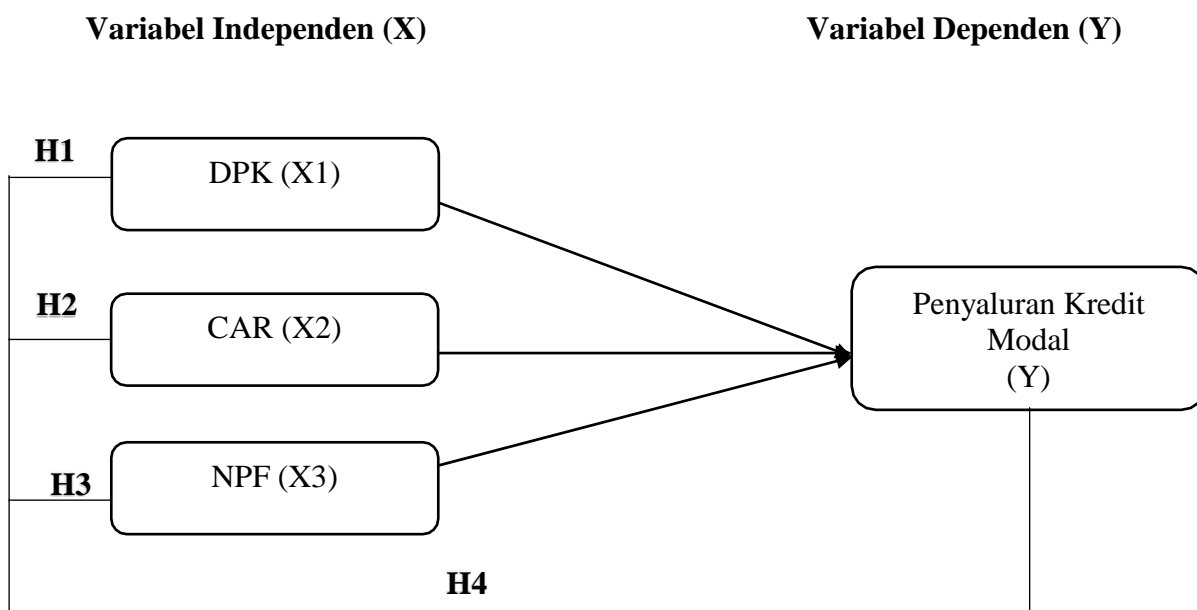 Variabel Independen (X)
Variabel Dependen (Y)
H1
DPK (X1)
H2
CAR (X2)
Penyaluran Kredit
Modal
(Y)
H3
NPF (X3)
H4